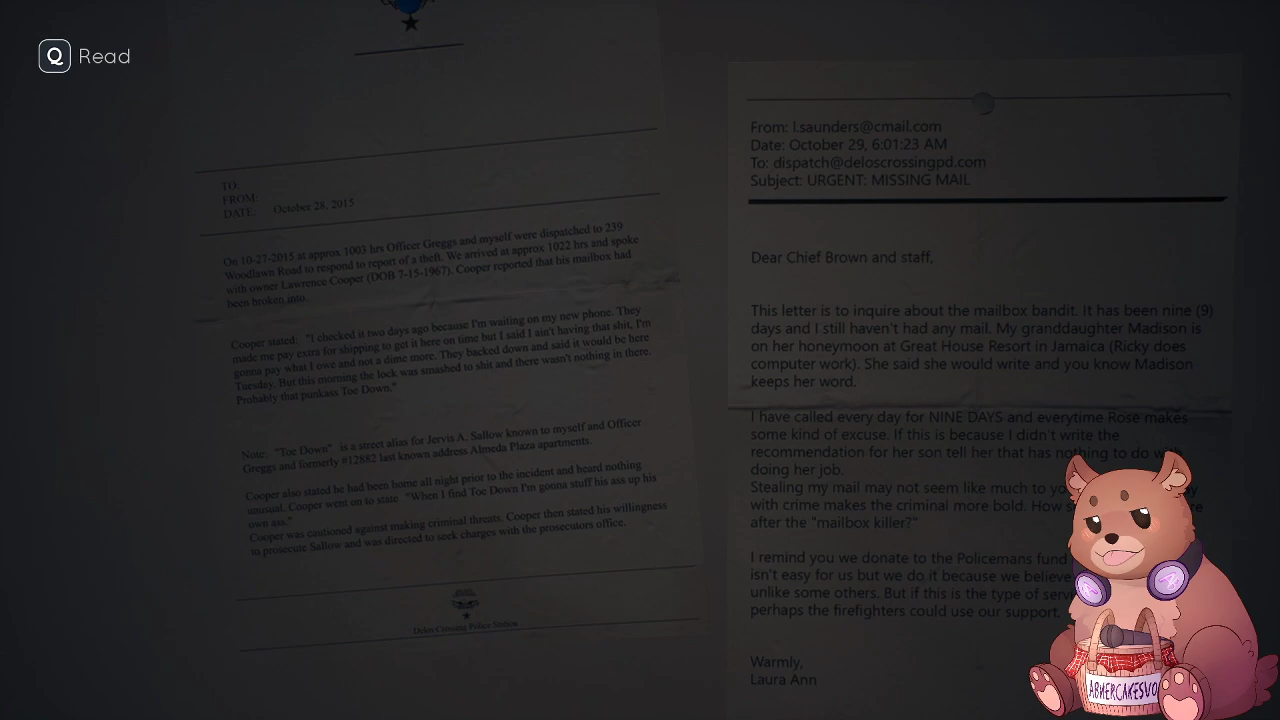 Q Read
TO:
FROM:
DATE: October 28, 2015
On 10-27-2015 at approx 1003 hrs Officer Greggs and myself were dispatched to 239
Woodlawn Road to respond to report of a theft. We arrived at approx 1022 hrs and spoke
with owner Lawrence Cooper (DOB 7-15-1967). Cooper reported that his mailbox had
been broken into.
Cooper stated: "I checked it two days ago because I'm waiting on my new phone. They
made me pay extra for shipping to get it here on time but I said I ain't having that shit, I'm
gonna pay what I owe and not a dime more. They backed down and said it would be here
Tuesday. But this morning the lock was smashed to shit and there wasn't nothing in there.
Probably that punkass Toe Down."
Note: "Toe Down" is a street alias for Jervis A. Sallow known to myself and Officer
Greggs and formerly #12882 last known address Almeda Plaza apartments.
Cooper also stated he had been home all night prior to the incident and heard nothing
unusual. Cooper went on to state "When I find Toe Down I'm gonna stuff his ass up his
own ass."
Cooper was cautioned against making criminal threats. Cooper then stated his willingness
to prosecute Sallow and was directed to seek charges with the prosecutors office.
Delos Crossing Police Station
From: l.saunders@cmail.com
Date: October 29, 6:01:23 AM
To: dispatch@deloscrossingpd.com
Subject: URGENT: MISSING MAIL
Dear Chief Brown and staff,
This letter is to inquire about the mailbox bandit. It has been nine (9)
days and I still haven't had any mail. My granddaughter Madison is
on her honeymoon at Great House Resort in Jamaica (Ricky does
computer work). She said she would write and you know Madison
keeps her word.
I have called every day for NINE DAYS and everytime Rose makes
some kind of excuse. If this is because I didn't write the
recommendation for her son tell her that has nothing to do with
doing her job.
Stealing my mail may not seem like much to
with crime makes the criminal more bold. How
after the "mailbox killer?"
I remind you we donate to the Policemans fund
isn't easy for us but we do it because we believe
unlike some others. But if this is the type of
perhaps the firefighters could use our support.
Warmly,
Laura Ann
ABHERCAKESVO